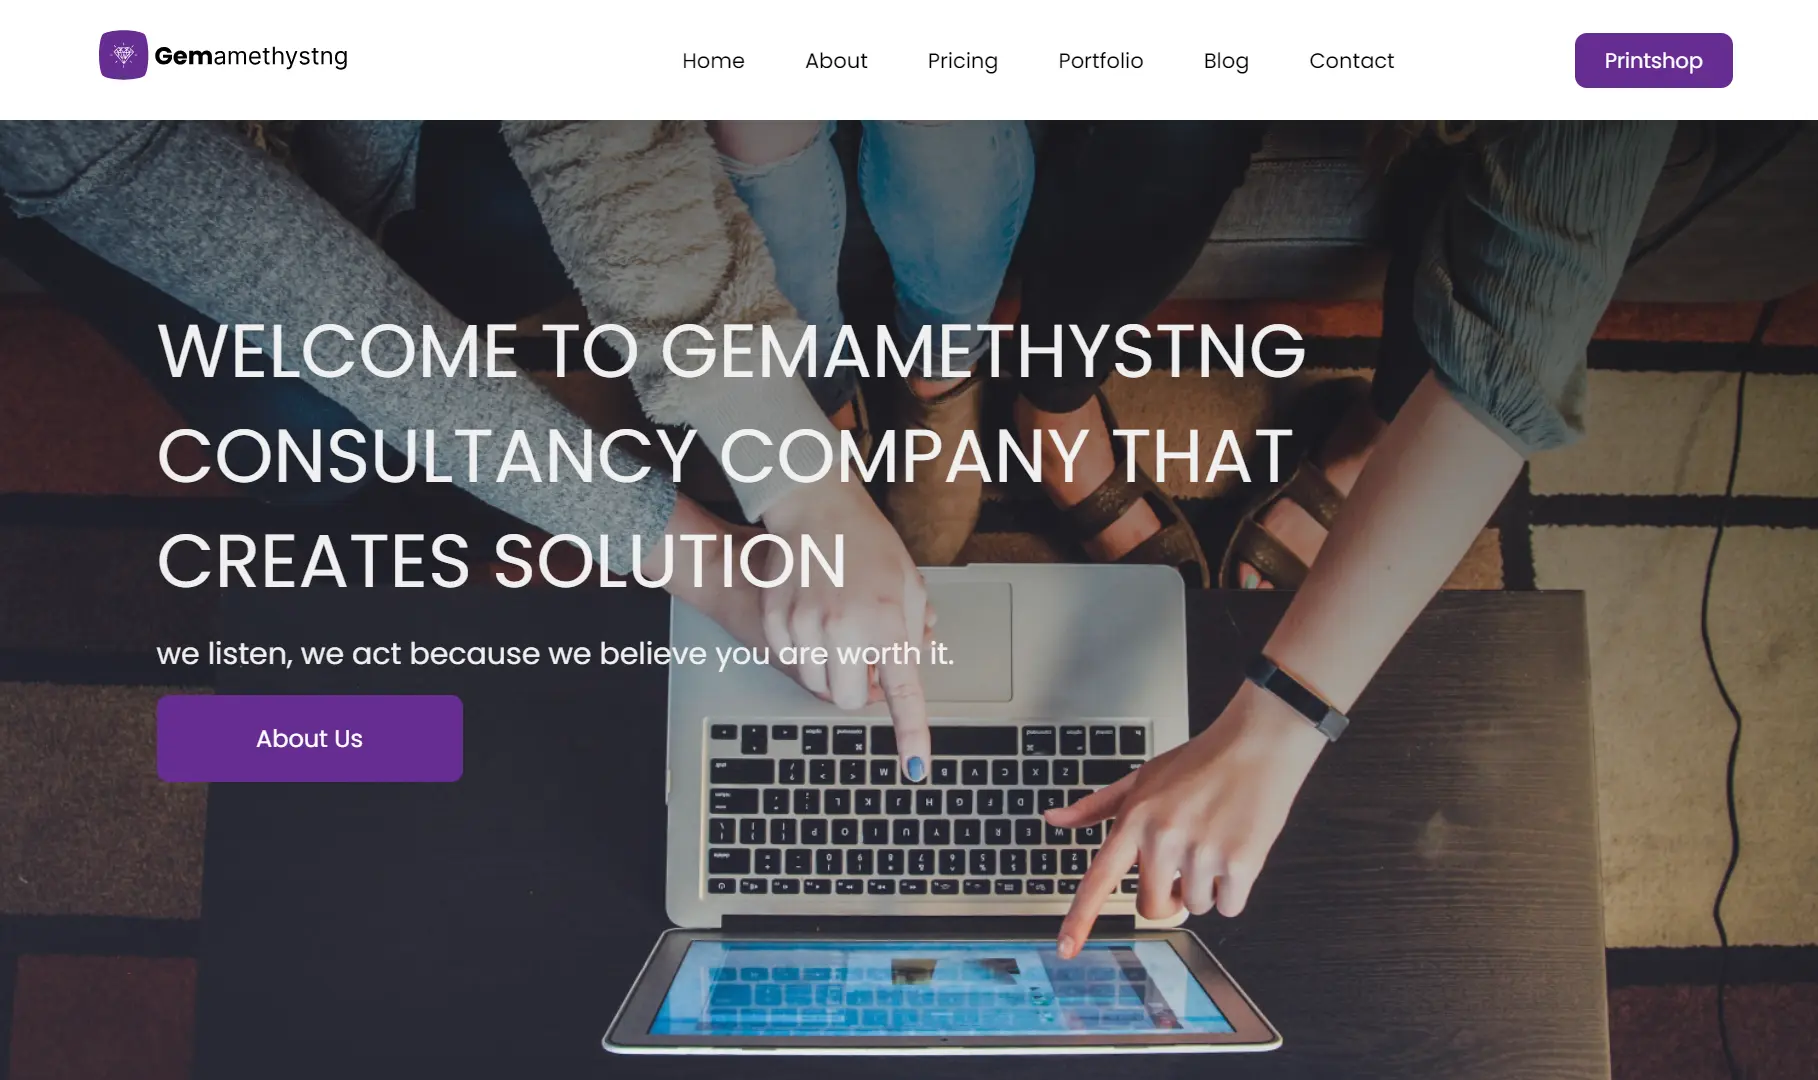 Gemamethystng
Home About Pricing Portfolio Blog Contact
Printshop
WELCOME TO GEMAMETHYSTNG
CONSULTANCY COMPANY THAT
CREATES SOLUTION
we listen, we act because we believe you are worth it.
About Us